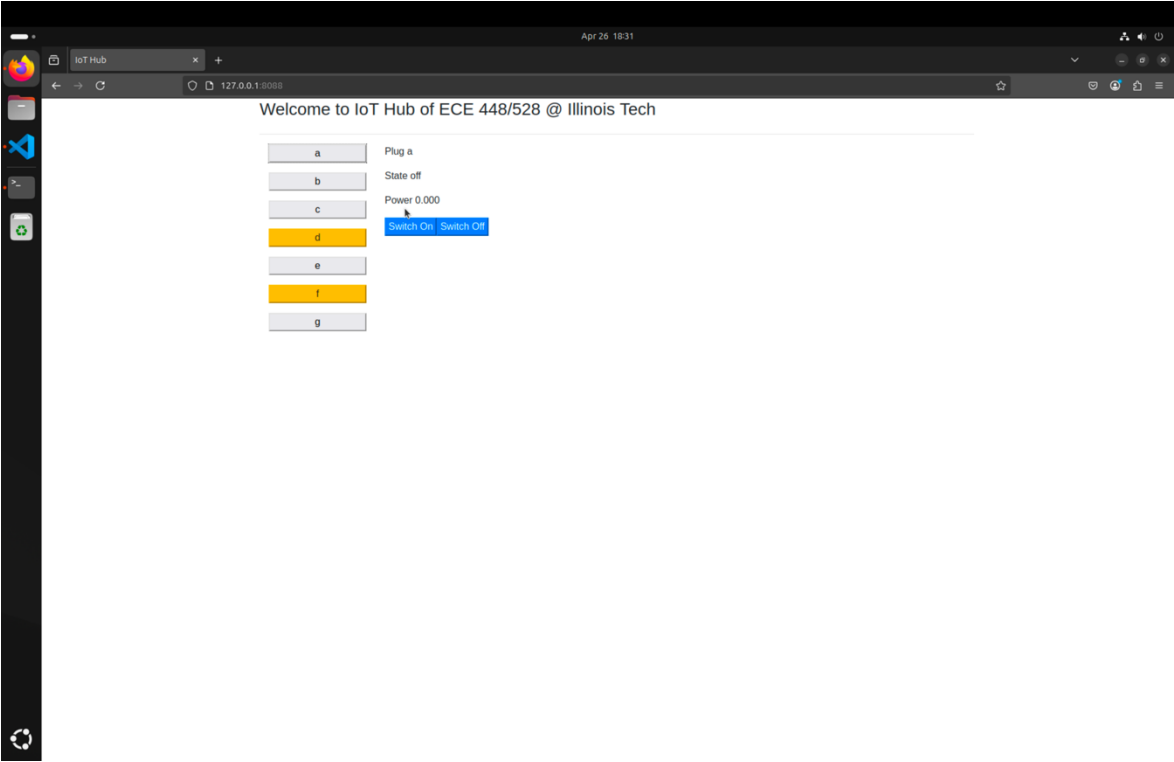 Apr 26 18:31
IoT Hub
127.0.0.1:8088
Welcome to IoT Hub of ECE 448/528 @ Illinois Tech
a
b
c
d
e
f
g
Plug a
State off
Power 0.000
Switch On Switch Off